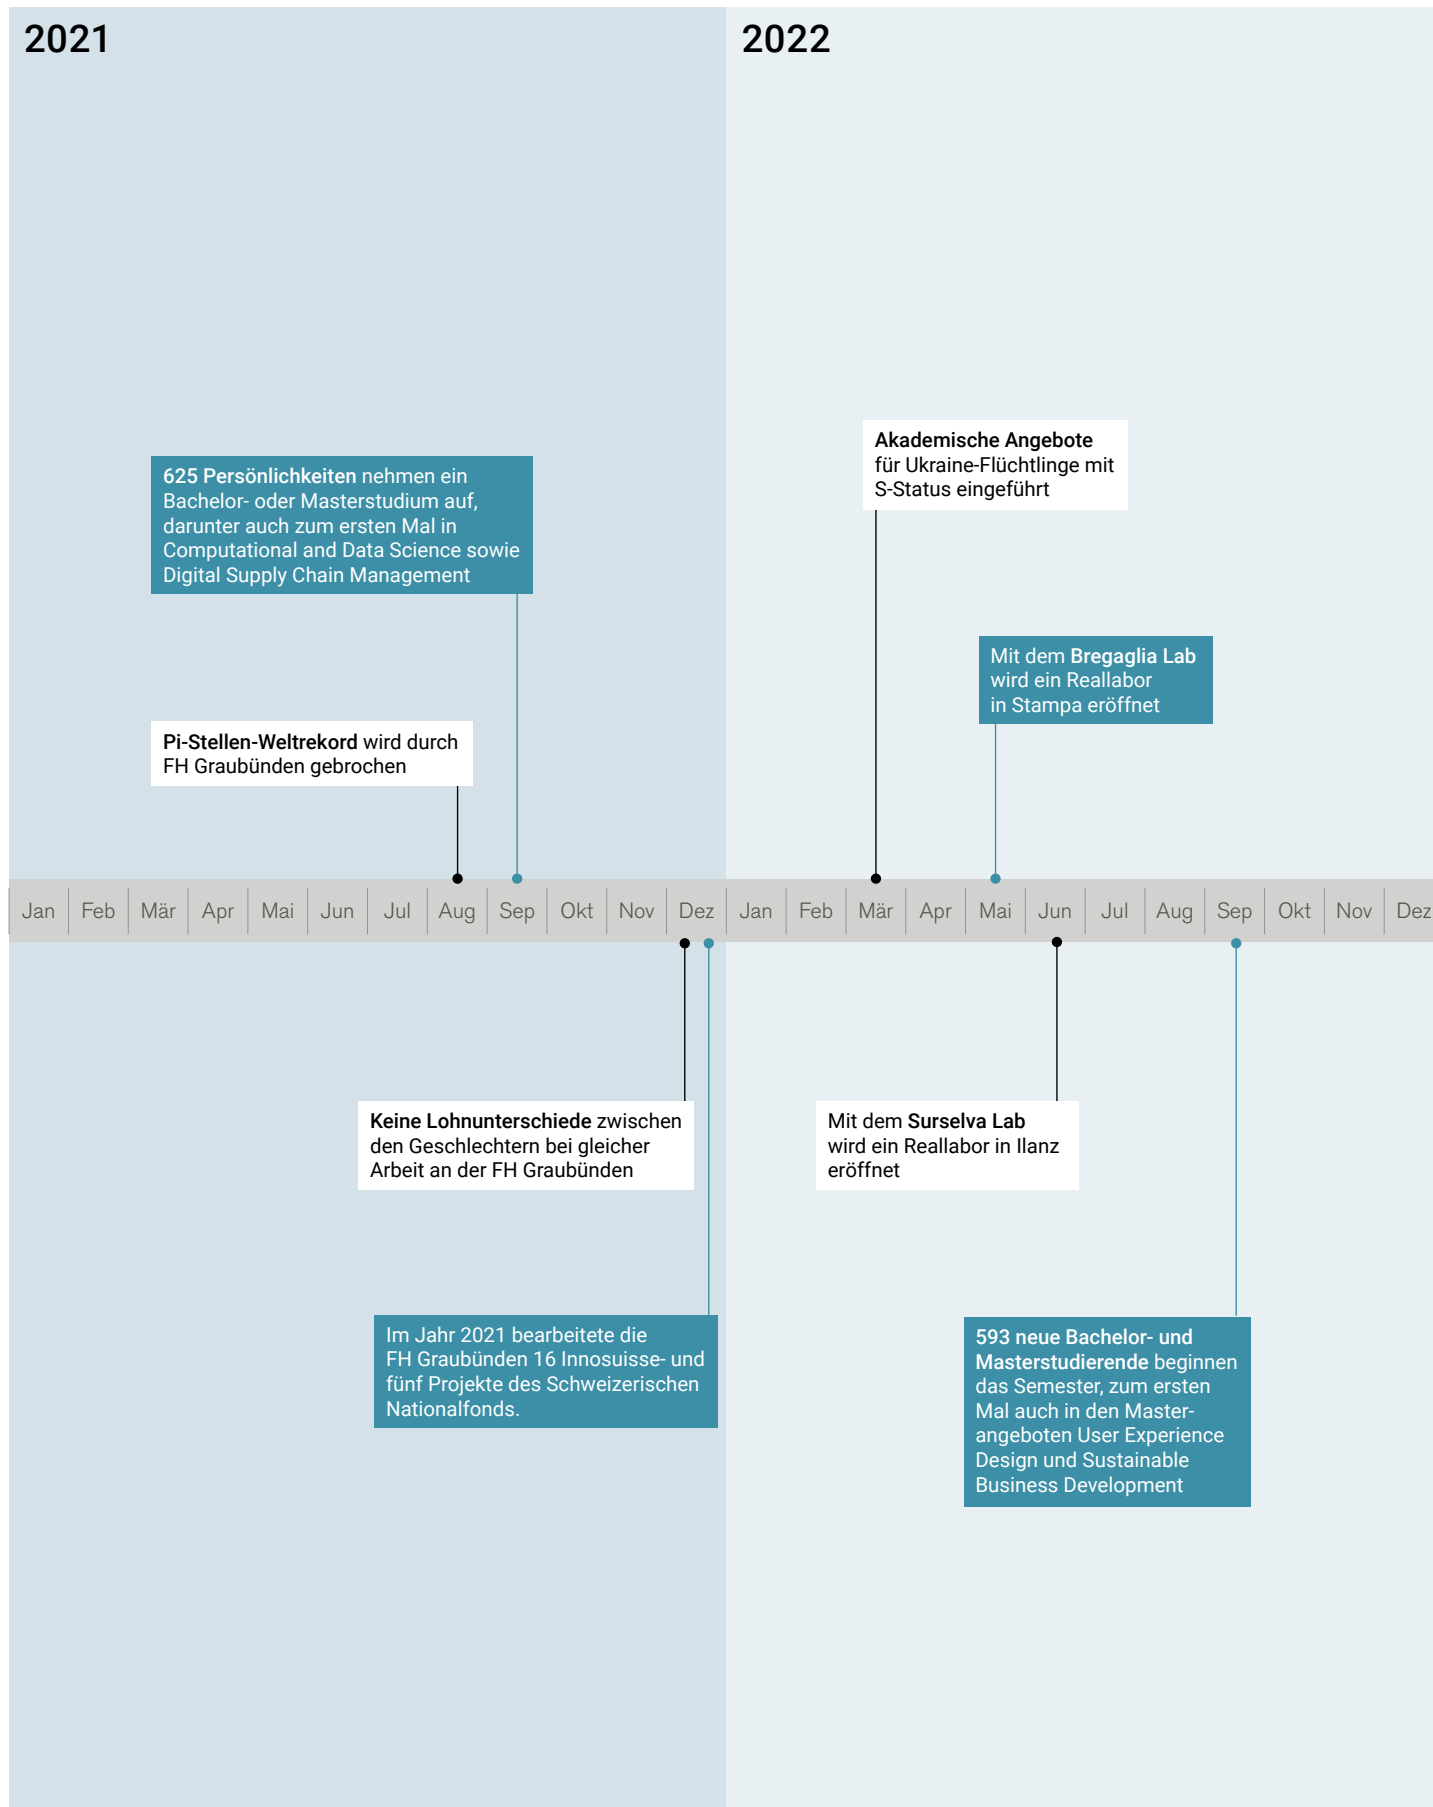 2021
2022
Akademische Angebote
für Ukraine-Flüchtlinge mit
S-Status eingeführt
625 Persönlichkeiten nehmen ein
Bachelor- oder Masterstudium auf,
darunter auch zum ersten Mal in
Computational and Data Science sowie
Digital Supply Chain Management
Mit dem Bregaglia Lab
wird ein Reallabor
in Stampa eröffnet
Pi-Stellen-Weltrekord wird durch
FH Graubünden gebrochen
Jan Feb Mär Apr Mai Jun Jul Aug Sep Okt Nov Dez Jan Feb Mär Apr Mai Jun Jul Aug Sep Okt Nov Dez
Keine Lohnunterschiede zwischen
den Geschlechtern bei gleicher
Arbeit an der FH Graubünden
Mit dem Surselva Lab
wird ein Reallabor in Ilanz
eröffnet
Im Jahr 2021 bearbeitete die
FH Graubünden 16 Innosuisse- und
fünf Projekte des Schweizerischen
Nationalfonds.
593 neue Bachelor- und
Masterstudierende beginnen
das Semester, zum ersten
Mal auch in den Master-
angeboten User Experience
Design und Sustainable
Business Development